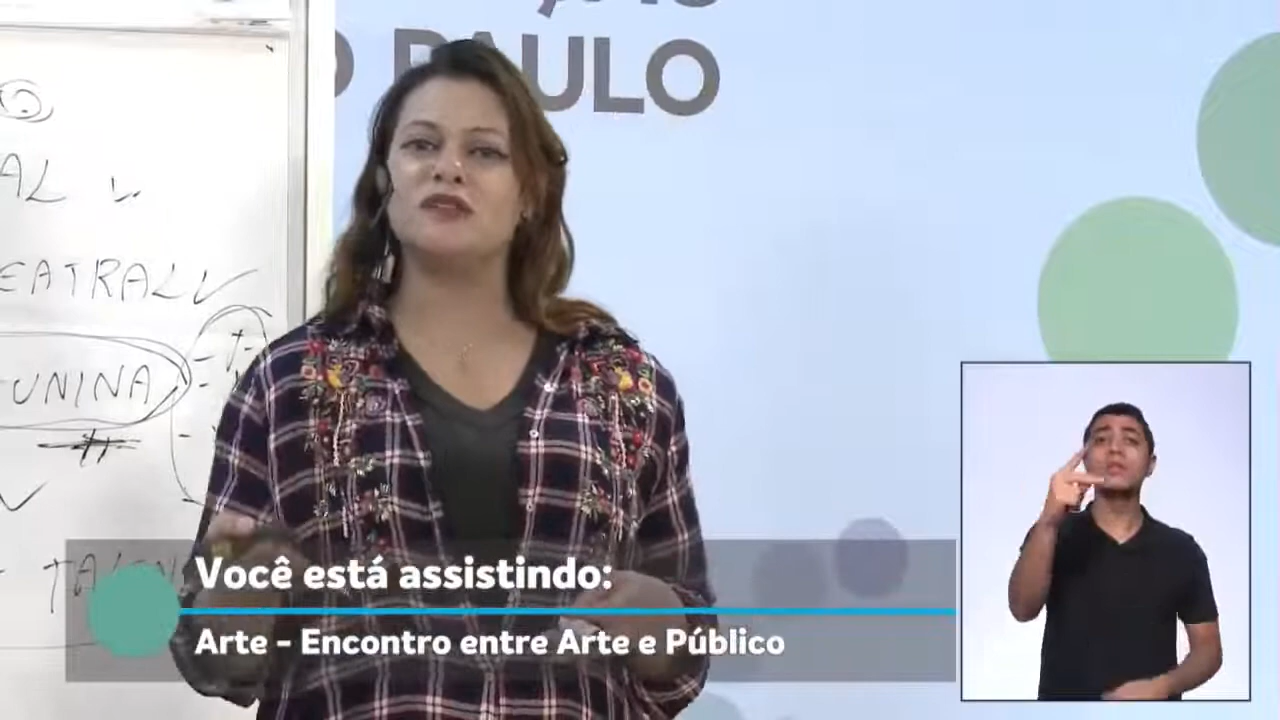 PAULO
AL
EATRAL
UNINA
Você está assistindo:
Arte - Encontro entre Arte e Público